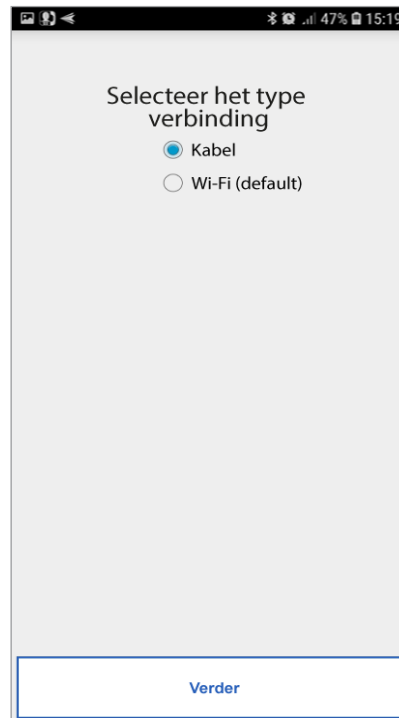 47% 15:19
Selecteer het type
verbinding
Kabel
Wi-Fi (default)
Verder